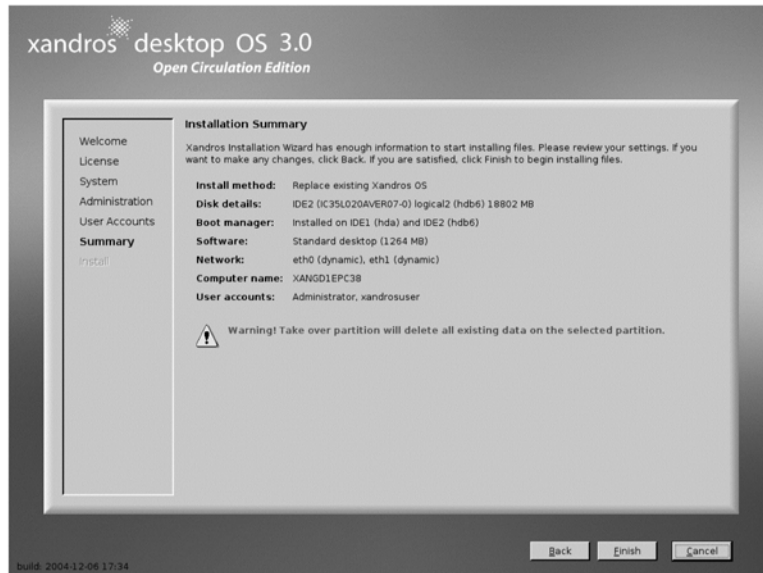 xandros desktop OS 3.0
Open Circulation Edition
Welcome
License
System
Administration
User Accounts
Summary
Install
Installation Summary
Xandros Installation Wizard has enough information to start installing files. Please review your settings. If you
want to make any changes, click Back. If you are satisfied, click Finish to begin installing files.
Install method: Replace existing Xandros OS
Disk details: IDE2 (IC35L020AVER07-0) logical2 (hdb6) 18802 MB
Boot manager: Installed on IDE1 (hda) and IDE2 (hdb6)
Software: Standard desktop (1264 MB)
Network: eth0 (dynamic), eth1 (dynamic)
Computer name: XANGD1EPC38
User accounts: Administrator, xandrosuser
Warning! Take over partition will delete all existing data on the selected partition.
Back Finish Cancel
build: 2004-12-06 17:34